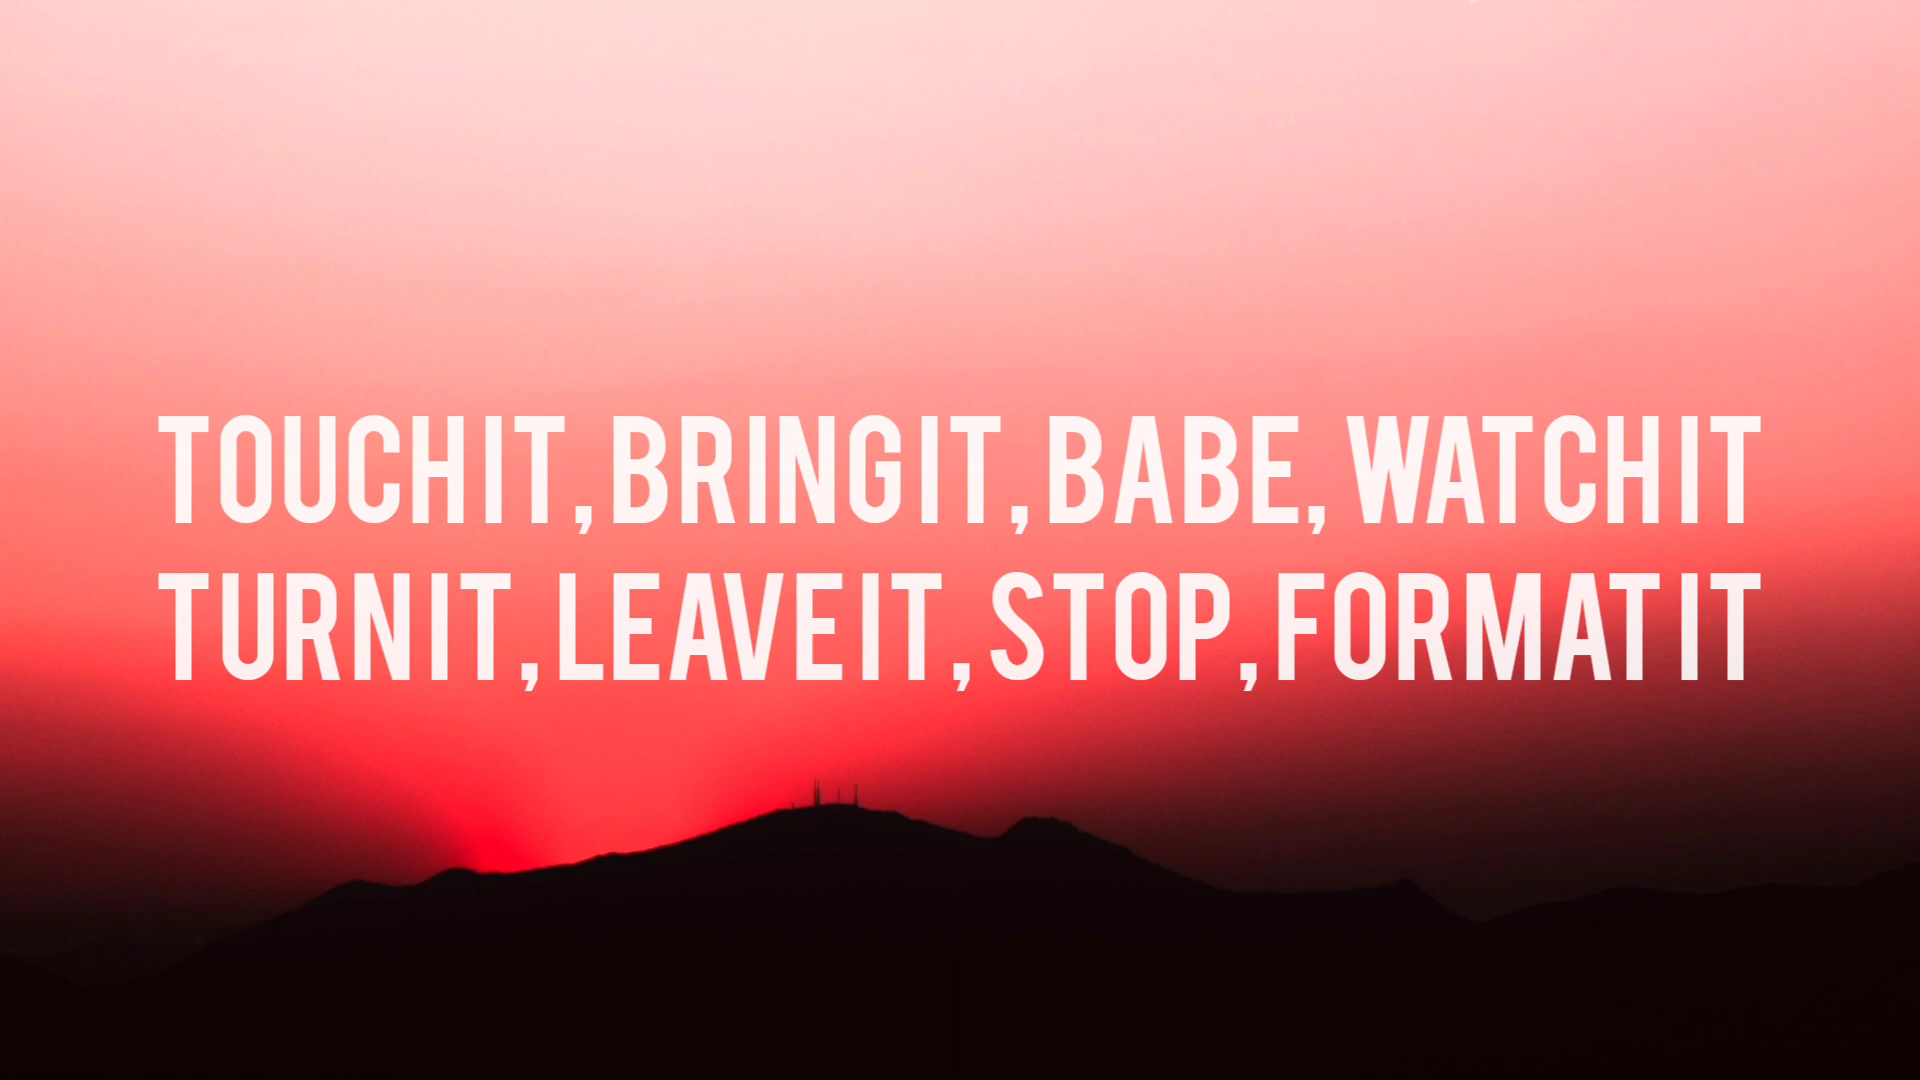 TOUCH IT, BRING IT, BABE, WATCH IT
TURN IT, LEAVE IT, STOP, FORMAT IT